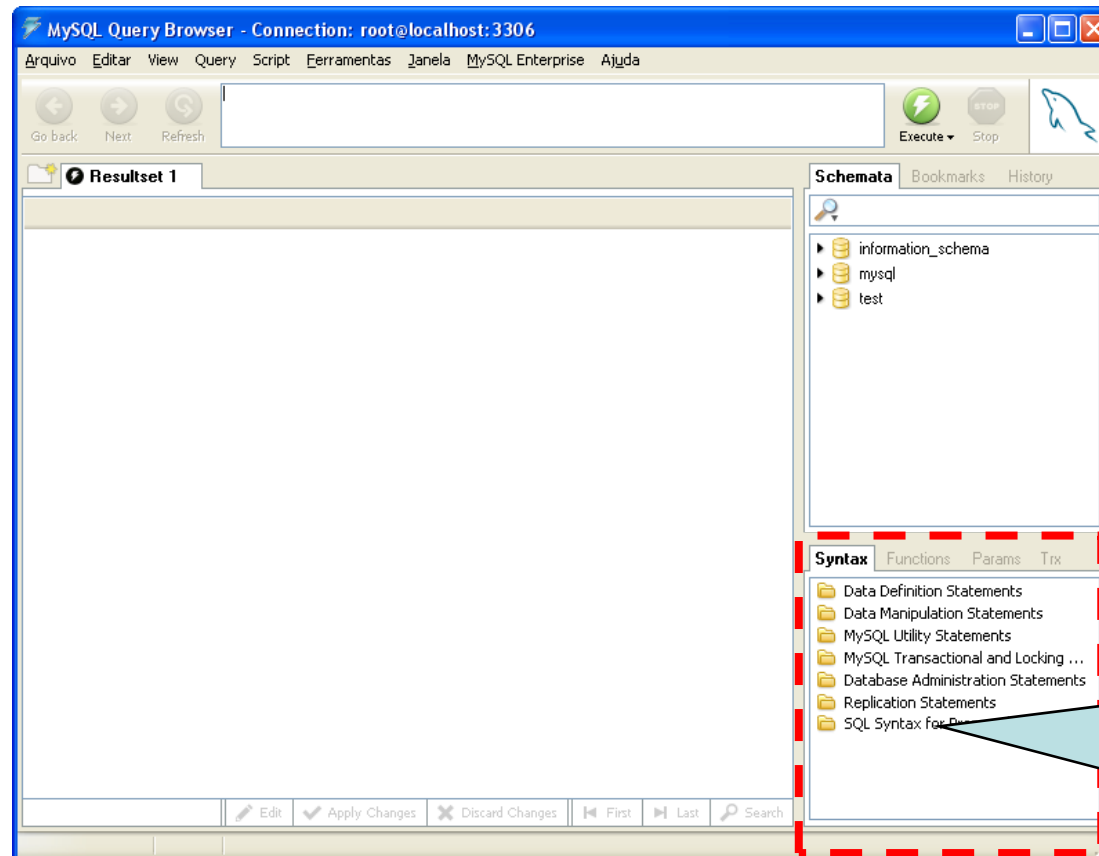 MySQL Query Browser - Connection: root@localhost:3306
Arquivo Editar View Query Script Ferramentas Janela MySQL Enterprise Ajuda
Go back Next Refresh Execute STOP Stop
Resultset 1
Schemata Bookmarks History
information_schema
mysql
test
Syntax Functions Params Trx
Data Definition Statements
Data Manipulation Statements
MySQL Utility Statements
MySQL Transactional and Locking ...
Database Administration Statements
Replication Statements
SQL Syntax for
Edit Apply Changes Discard Changes First Last Search